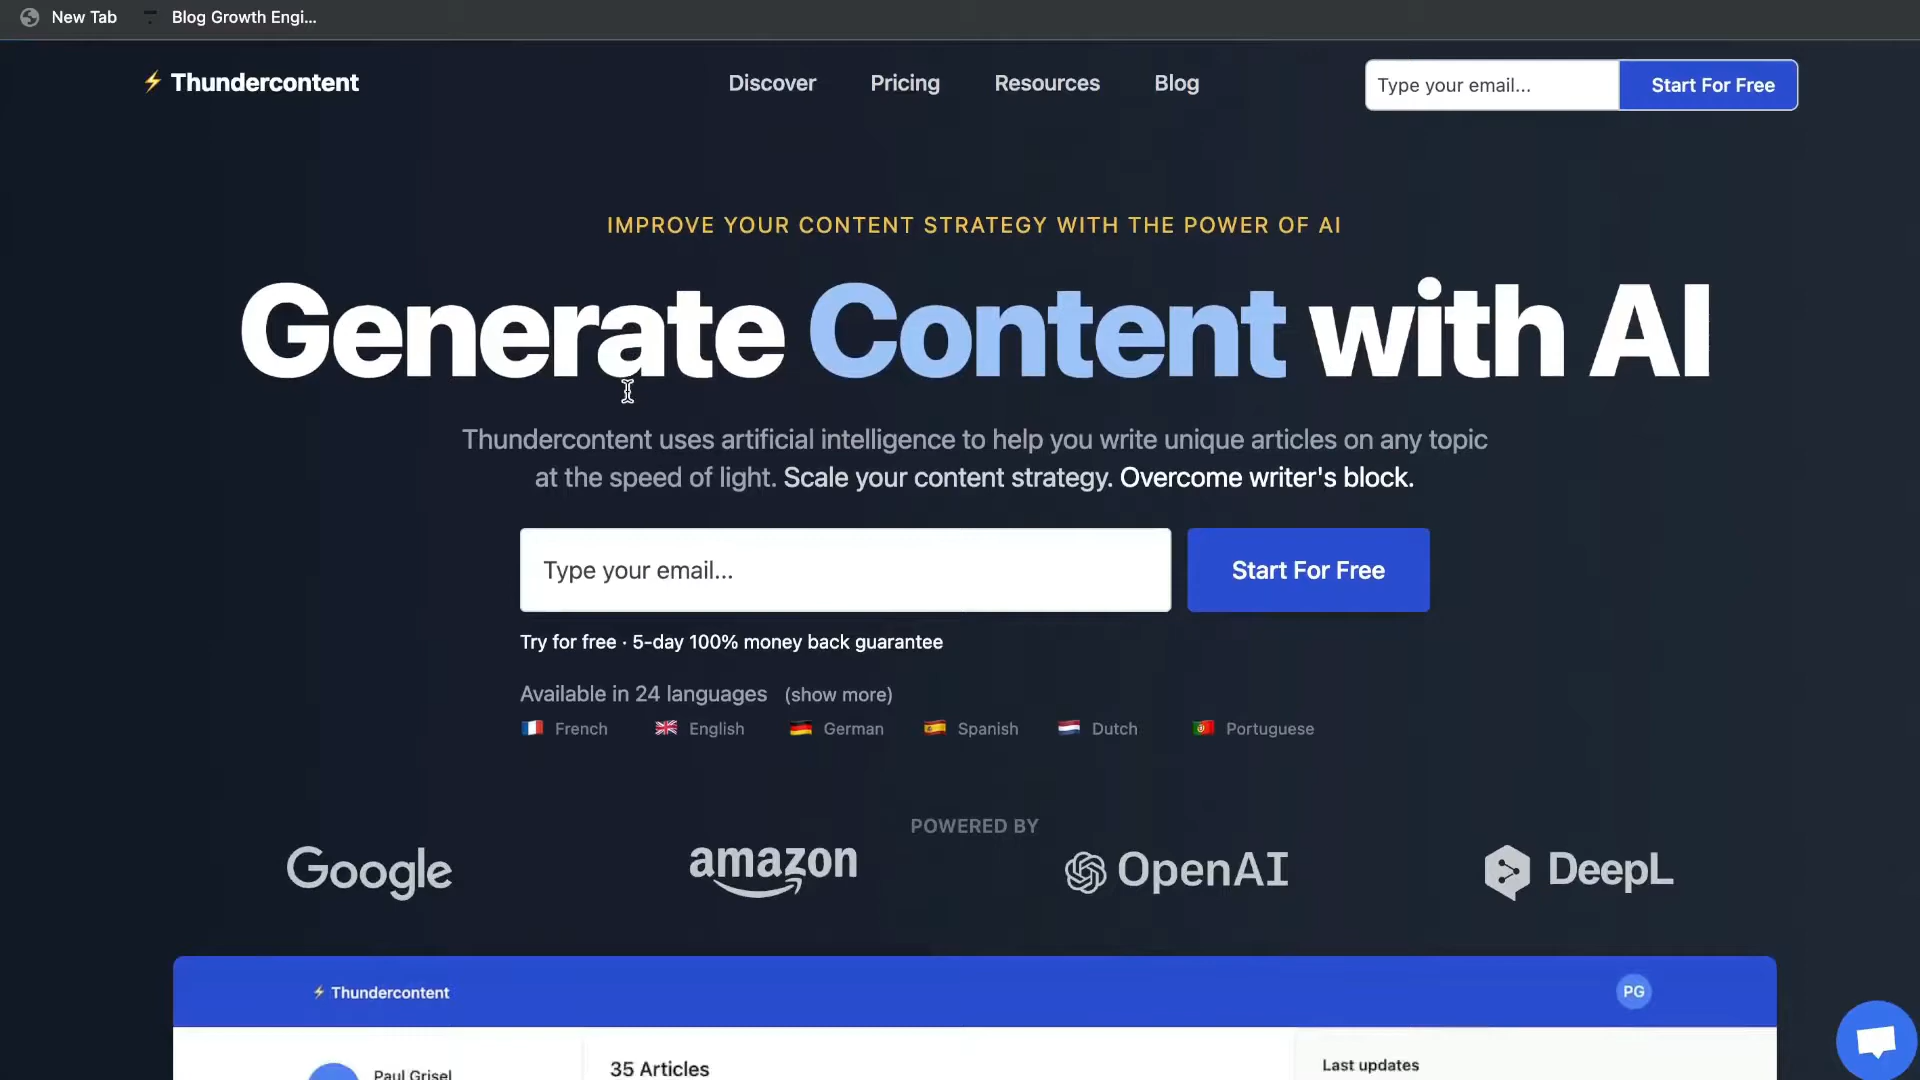 New Tab
Blog Growth Engi...
Thundercontent
Discover
Pricing
Resources
Blog
Type your email...
Start For Free
IMPROVE YOUR CONTENT STRATEGY WITH THE POWER OF AI
Generate Content with AI
Thundercontent uses artificial intelligence to help you write unique articles on any topic
at the speed of light. Scale your content strategy. Overcome writer's block.
Type your email...
Start For Free
Try for free · 5-day 100% money back guarantee
Available in 24 languages (show more)
French
English
German
Spanish
Dutch
Portuguese
POWERED BY
Google
amazon
OpenAI
DeepL
Thundercontent
PG
Paul Grisel
35 Articles
Last updates